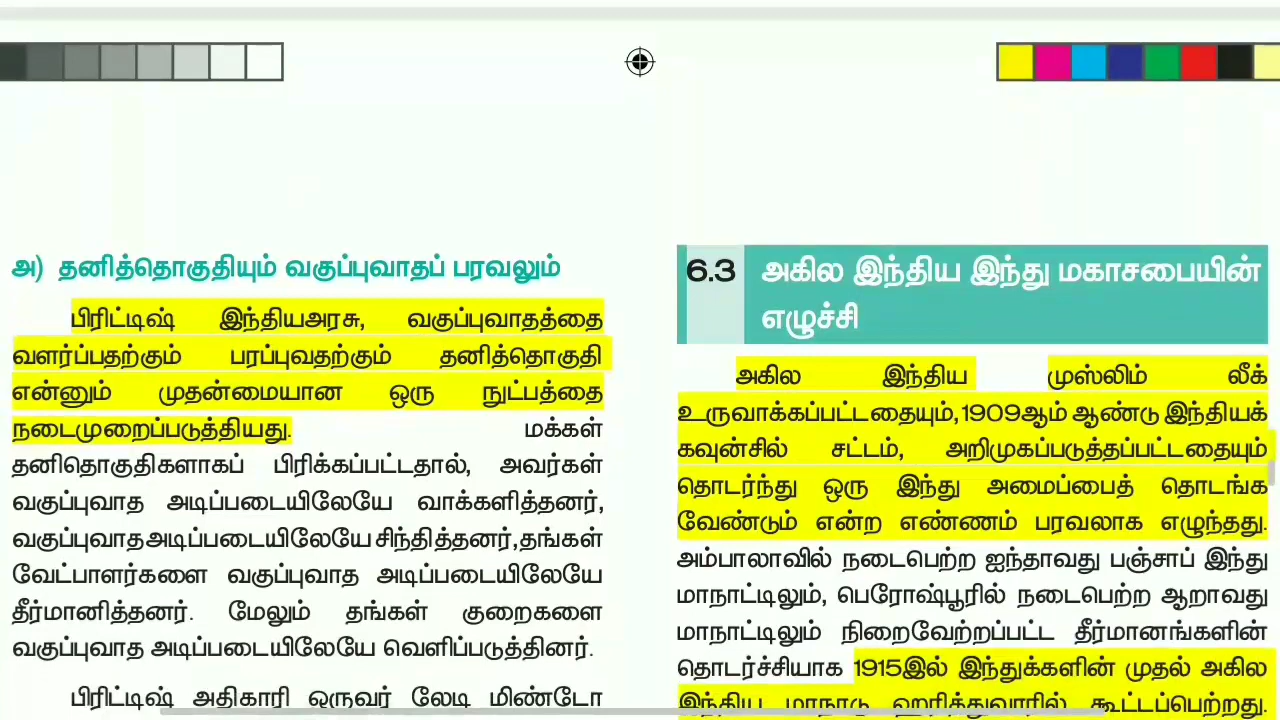 அ) தனித்தொகுதியும் வகுப்புவாதப் பரவலும்
பிரிட்டிஷ் இந்தியஅரசு, வகுப்புவாதத்தை
வளர்ப்பதற்கும் பரப்புவதற்கும் தனித்தொகுதி
என்னும் முதன்மையான ஒரு நுட்பத்தை
நடைமுறைப்படுத்தியது. மக்கள்
தனிதொகுதிகளாகப் பிரிக்கப்பட்டதால், அவர்கள்
வகுப்புவாத அடிப்படையிலேயே வாக்களித்தனர்,
வகுப்புவாத அடிப்படையிலேயே சிந்தித்தனர், தங்கள்
வேட்பாளர்களை வகுப்புவாத அடிப்படையிலேயே
தீர்மானித்தனர். மேலும் தங்கள் குறைகளை
வகுப்புவாத அடிப்படையிலேயே வெளிப்படுத்தினர்.
பிரிட்டிஷ் அதிகாரி ஒருவர் லேடி மிண்டோ
6.3 அகில இந்திய இந்து மகாசபையின்
எழுச்சி
அகில இந்திய முஸ்லிம் லீக்
உருவாக்கப்பட்டதையும், 1909ஆம் ஆண்டு இந்தியக்
கவுன்சில் சட்டம், அறிமுகப்படுத்தப்பட்டதையும்
தொடர்ந்து ஒரு இந்து அமைப்பைத் தொடங்க
வேண்டும் என்ற எண்ணம் பரவலாக எழுந்தது.
அம்பாலாவில் நடைபெற்ற ஐந்தாவது பஞ்சாப் இந்து
மாநாட்டிலும், பெரோஷ்பூரில் நடைபெற்ற ஆறாவது
மாநாட்டிலும் நிறைவேற்றப்பட்ட தீர்மானங்களின்
தொடர்ச்சியாக 1915இல் இந்துக்களின் முதல் அகில
இந்திய மாநாடு ஹரித்துவாரில் கூட்டப்பெற்றது.